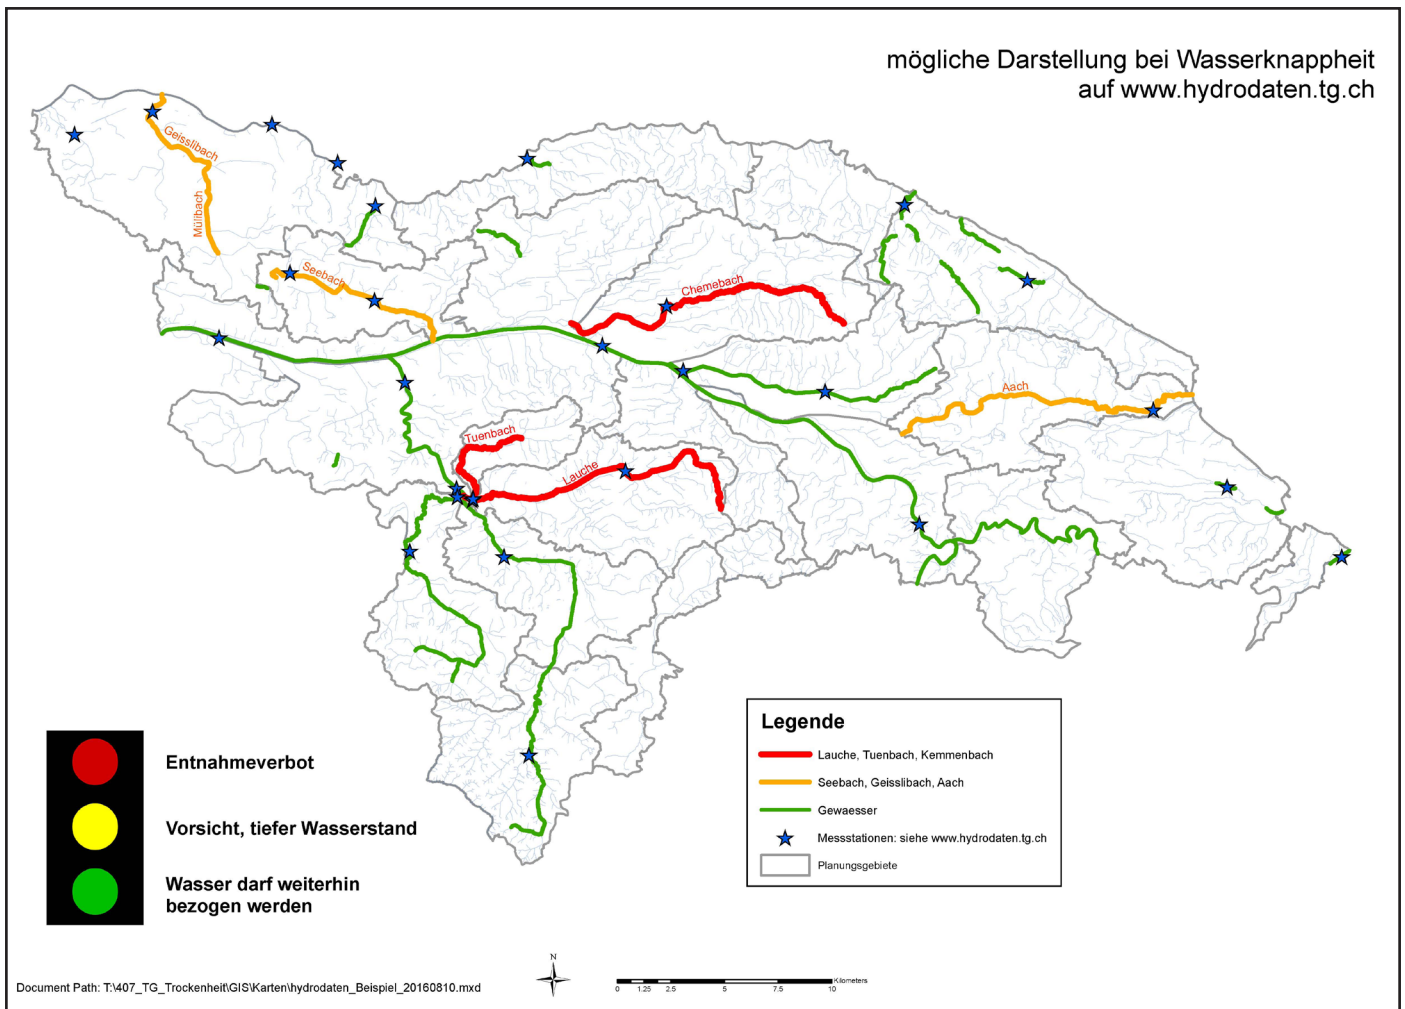 mögliche Darstellung bei Wasserknappheit
auf www.hydrodaten.tg.ch
Geisslibach
Müllbach
Seebach
Chemebach
Aach
Tuenbach
Lauche
Entnahmeverbot
Vorsicht, tiefer Wasserstand
Wasser darf weiterhin
bezogen werden
Legende
Lauche, Tuenbach, Kemmenbach
Seebach, Geisslibach, Aach
Gewaesser
Messstationen: siehe www.hydrodaten.tg.ch
Planungsgebiete
N
Kilometers
0 1.25 2.5 5 7.5 10
Document Path: T:\407_TG_Trockenheit\GIS\Karten\hydrodaten_Beispiel_20160810.mxd